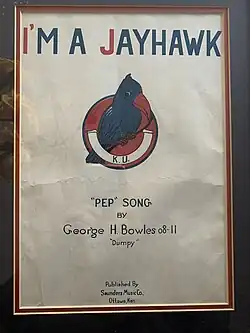 I'M A JAYHAWK
K.U.
"PEP" SONG
BY
George H. Bowles 08-11
"Dumpy"
Published By
Saunders Music Co.,
Ottawa, Kan.